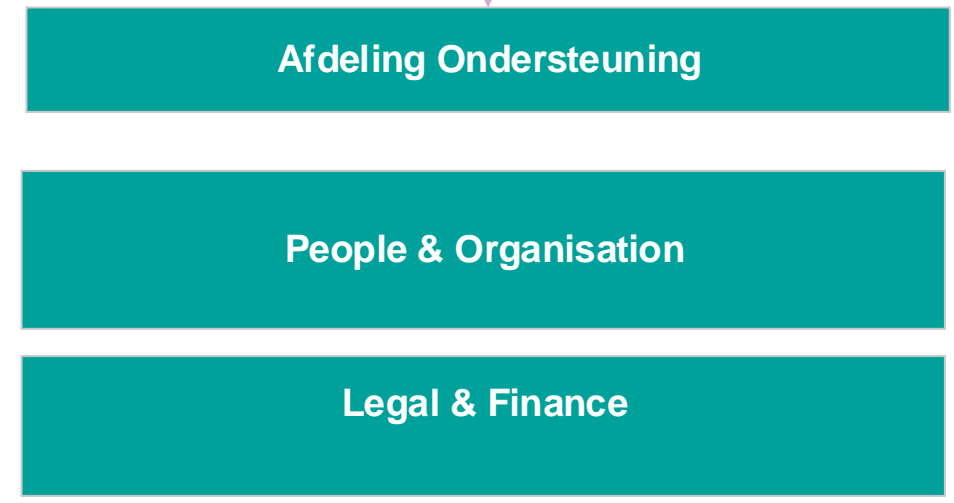 Afdeling Ondersteuning
People & Organisation
Legal & Finance